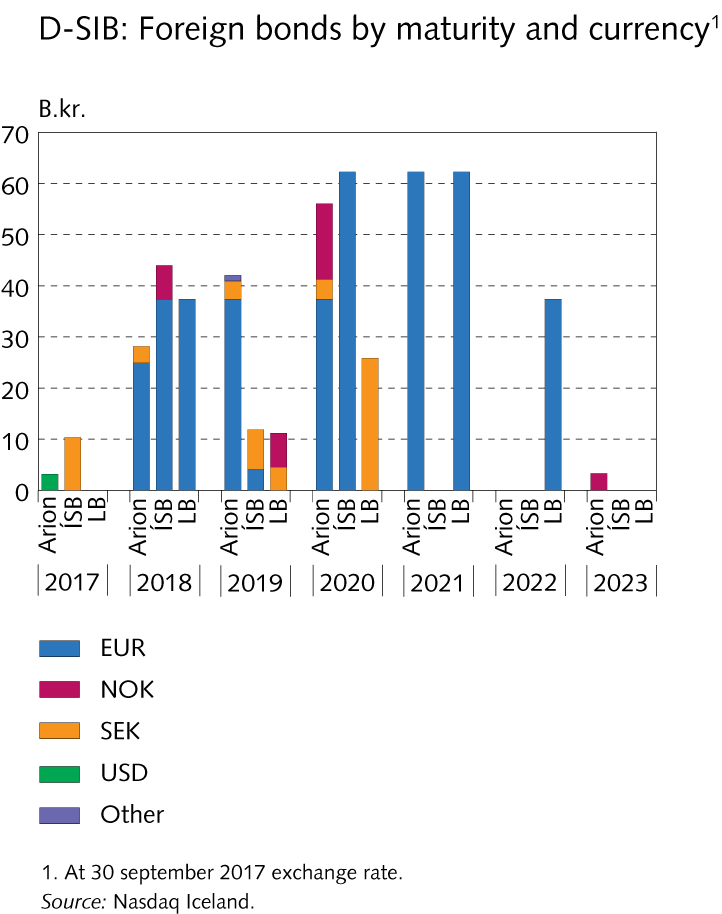 D-SIB: Foreign bonds by maturity and currency¹
B.kr.
70
60
50
40
30
20
10
0
Arion ÍSB LB Arion ÍSB LB Arion ÍSB LB Arion ÍSB LB Arion ÍSB LB Arion ÍSB LB Arion ÍSB LB
2017 2018 2019 2020 2021 2022 2023
EUR
NOK
SEK
USD
Other
1. At 30 september 2017 exchange rate.
Source: Nasdaq Iceland.